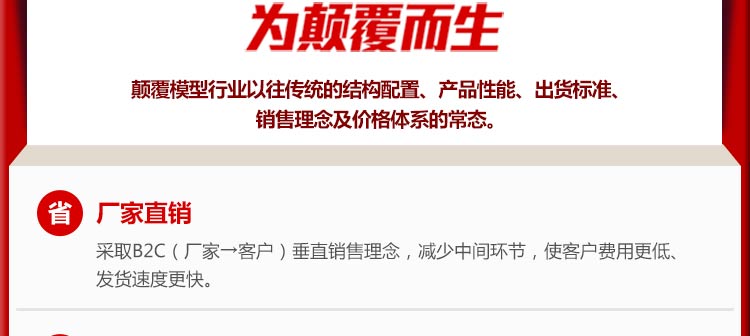 为颠覆而生
颠覆模型行业以往传统的结构配置、产品性能、出货标准、
销售理念及价格体系的常态。
省 厂家直销
采取B2C（厂家→客户）垂直销售理念，减少中间环节，使客户费用更低、
发货速度更快。